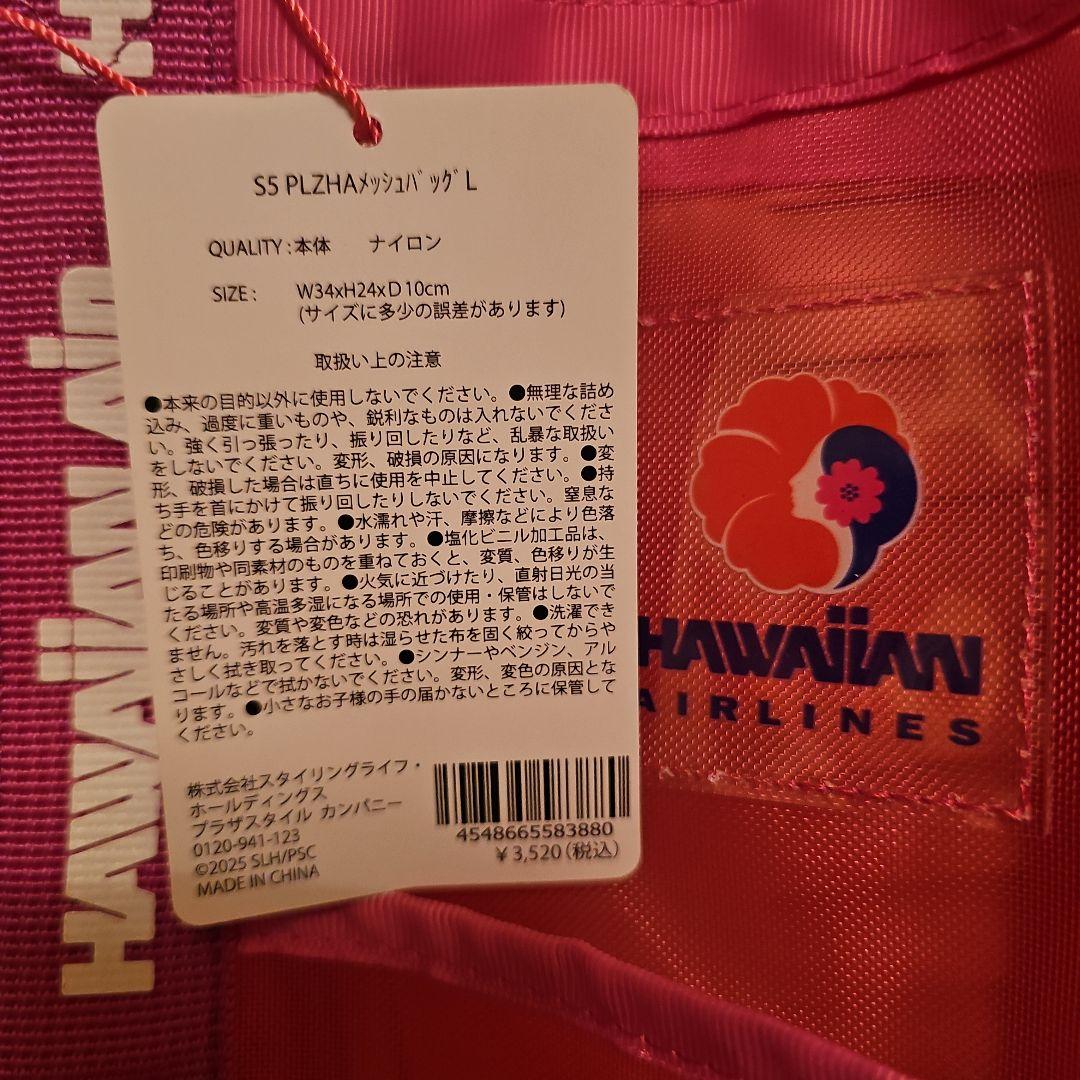 S5 PLZHAﾒｯｼｭﾊﾞｯｸﾞL
QUALITY : 本体　ナイロン
SIZE : W34xH24xD10cm
(サイズに多少の誤差があります)
取扱い上の注意
●本来の目的以外に使用しないでください。●無理な詰め
込み、過度に重いものや、鋭利なものは入れないでくださ
い。強く引っ張ったり、振り回したりなど、乱暴な取扱い
をしないでください。変形、破損の原因になります。●変
形、破損した場合は直ちに使用を中止してください。●持
ち手を首にかけて振り回したりしないでください。窒息な
どの危険があります。●水濡れや汗、摩擦などにより色落
ち、色移りする場合があります。●塩化ビニル加工品は、
印刷物や同素材のものを重ねておくと、変質、色移りが生
じることがあります。●火気に近づけたり、直射日光の当
たる場所や高温多湿になる場所での使用・保管はしないで
ください。変質や変色などの恐れがあります。●洗濯でき
ません。汚れを落とす時は湿らせた布を固く絞ってからや
さしく拭き取ってください。●シンナーやベンジン、アル
コールなどで拭かないでください。変形、変色の原因とな
ります。●小さなお子様の手の届かないところに保管して
ください。
株式会社スタイリングライフ・
ホールディングス
プラザスタイル カンパニー
0120-941-123
©2025 SLH/PSC
MADE IN CHINA
4548665583880
¥3,520(税込)
HAWAIIAN
AIRLINES
HAWAIIAN AIR
H